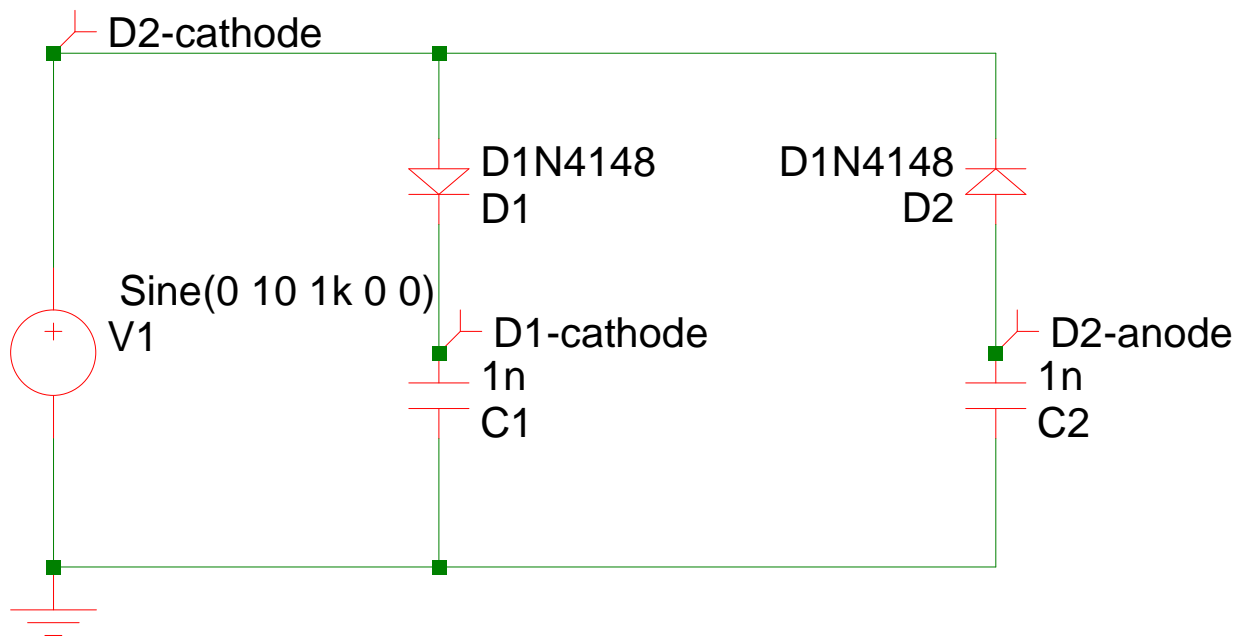 D2-cathode
D1N4148
D1
D1N4148
D2
Sine(0 10 1k 0 0)
V1
D1-cathode
1n
C1
D2-anode
1n
C2